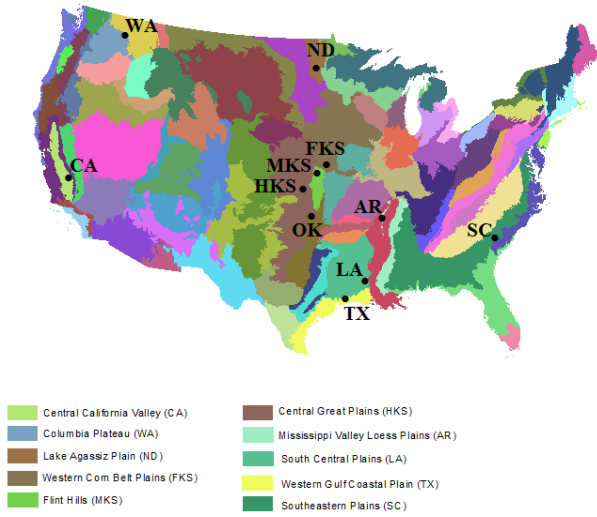 WA
ND
FKS
MKS
CA
HKS
AR
OK
SC
LA
TX
Central California Valley (CA)
Columbia Plateau (WA)
Lake Agassiz Plain (ND)
Western Corn Belt Plains (FKS)
Flint Hills (MKS)
Central Great Plains (HKS)
Mississippi Valley Loess Plains (AR)
South Central Plains (LA)
Western Gulf Coastal Plain (TX)
Southeastern Plains (SC)